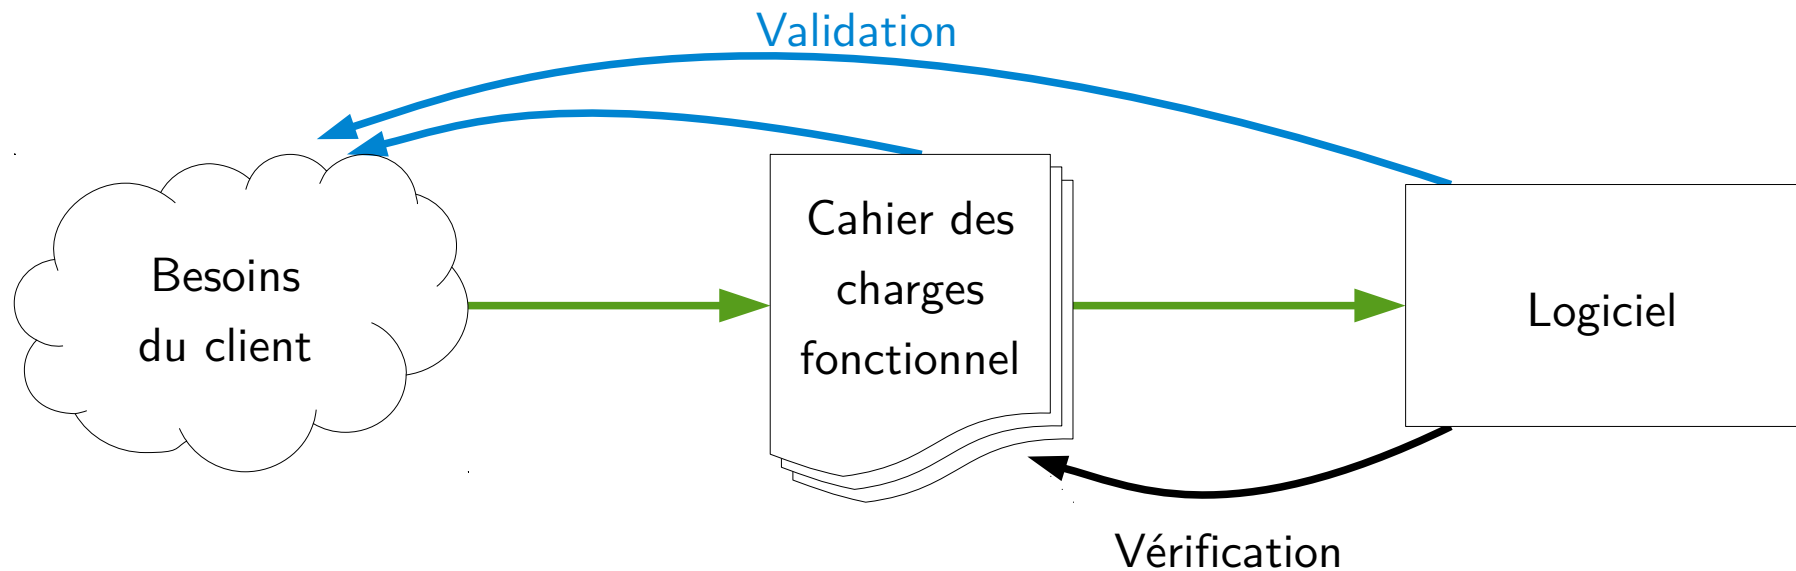 Validation
Besoins
du client
Cahier des
charges
fonctionnel
Logiciel
Vérification